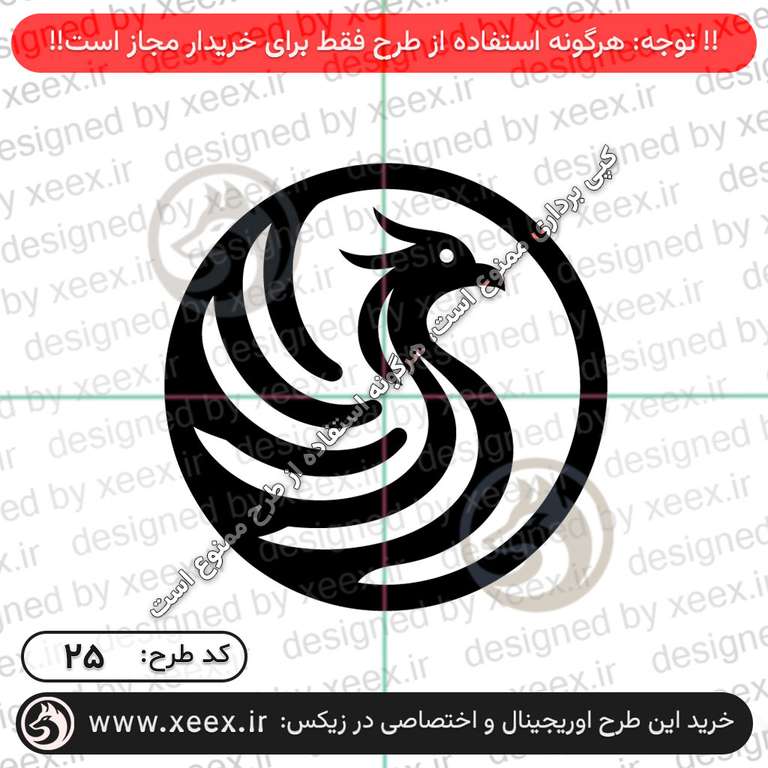 !! توجه: هرگونه استفاده از طرح فقط برای خریدار مجاز است!!
designed by xeex.ir
کپی برداری ممنوع است، هرگونه استفاده از طرح ممنوع است
کد طرح: ۲۵
خرید این طرح اوریجینال و اختصاصی در زیکس: www.xeex.ir